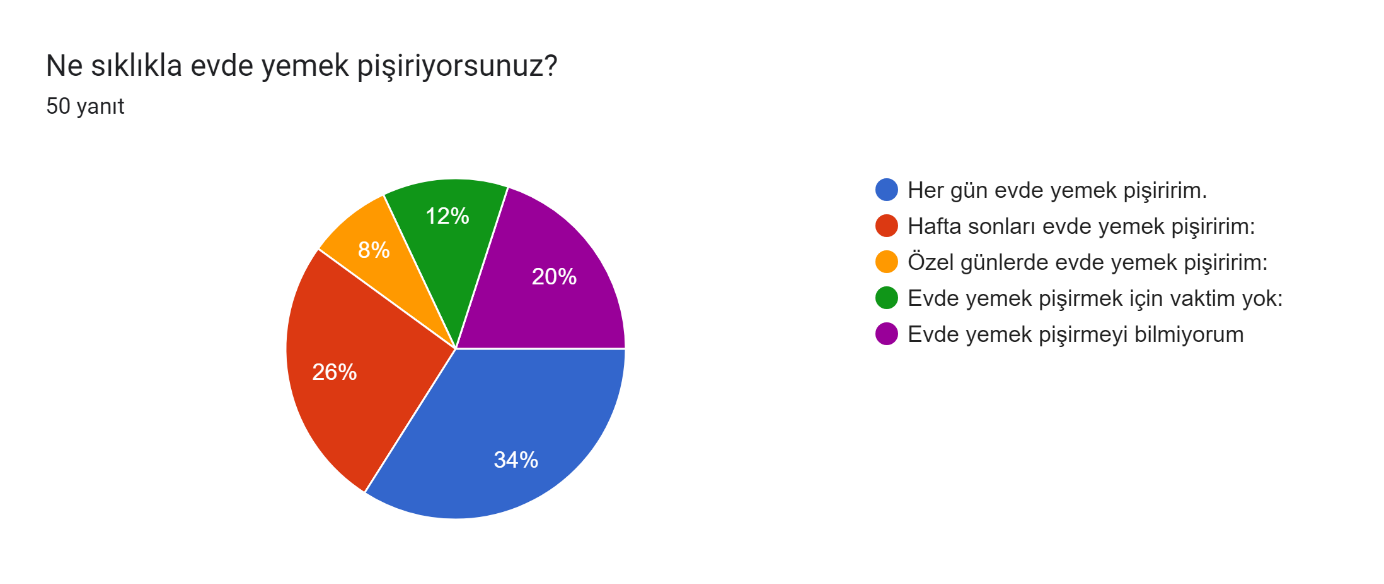 Ne sıklıkla evde yemek pişiriyorsunuz?
50 yanıt
12%
8%
20%
26%
34%
Her gün evde yemek pişiririm.
Hafta sonları evde yemek pişiririm:
Özel günlerde evde yemek pişiririm:
Evde yemek pişirmek için vaktim yok:
Evde yemek pişirmeyi bilmiyorum